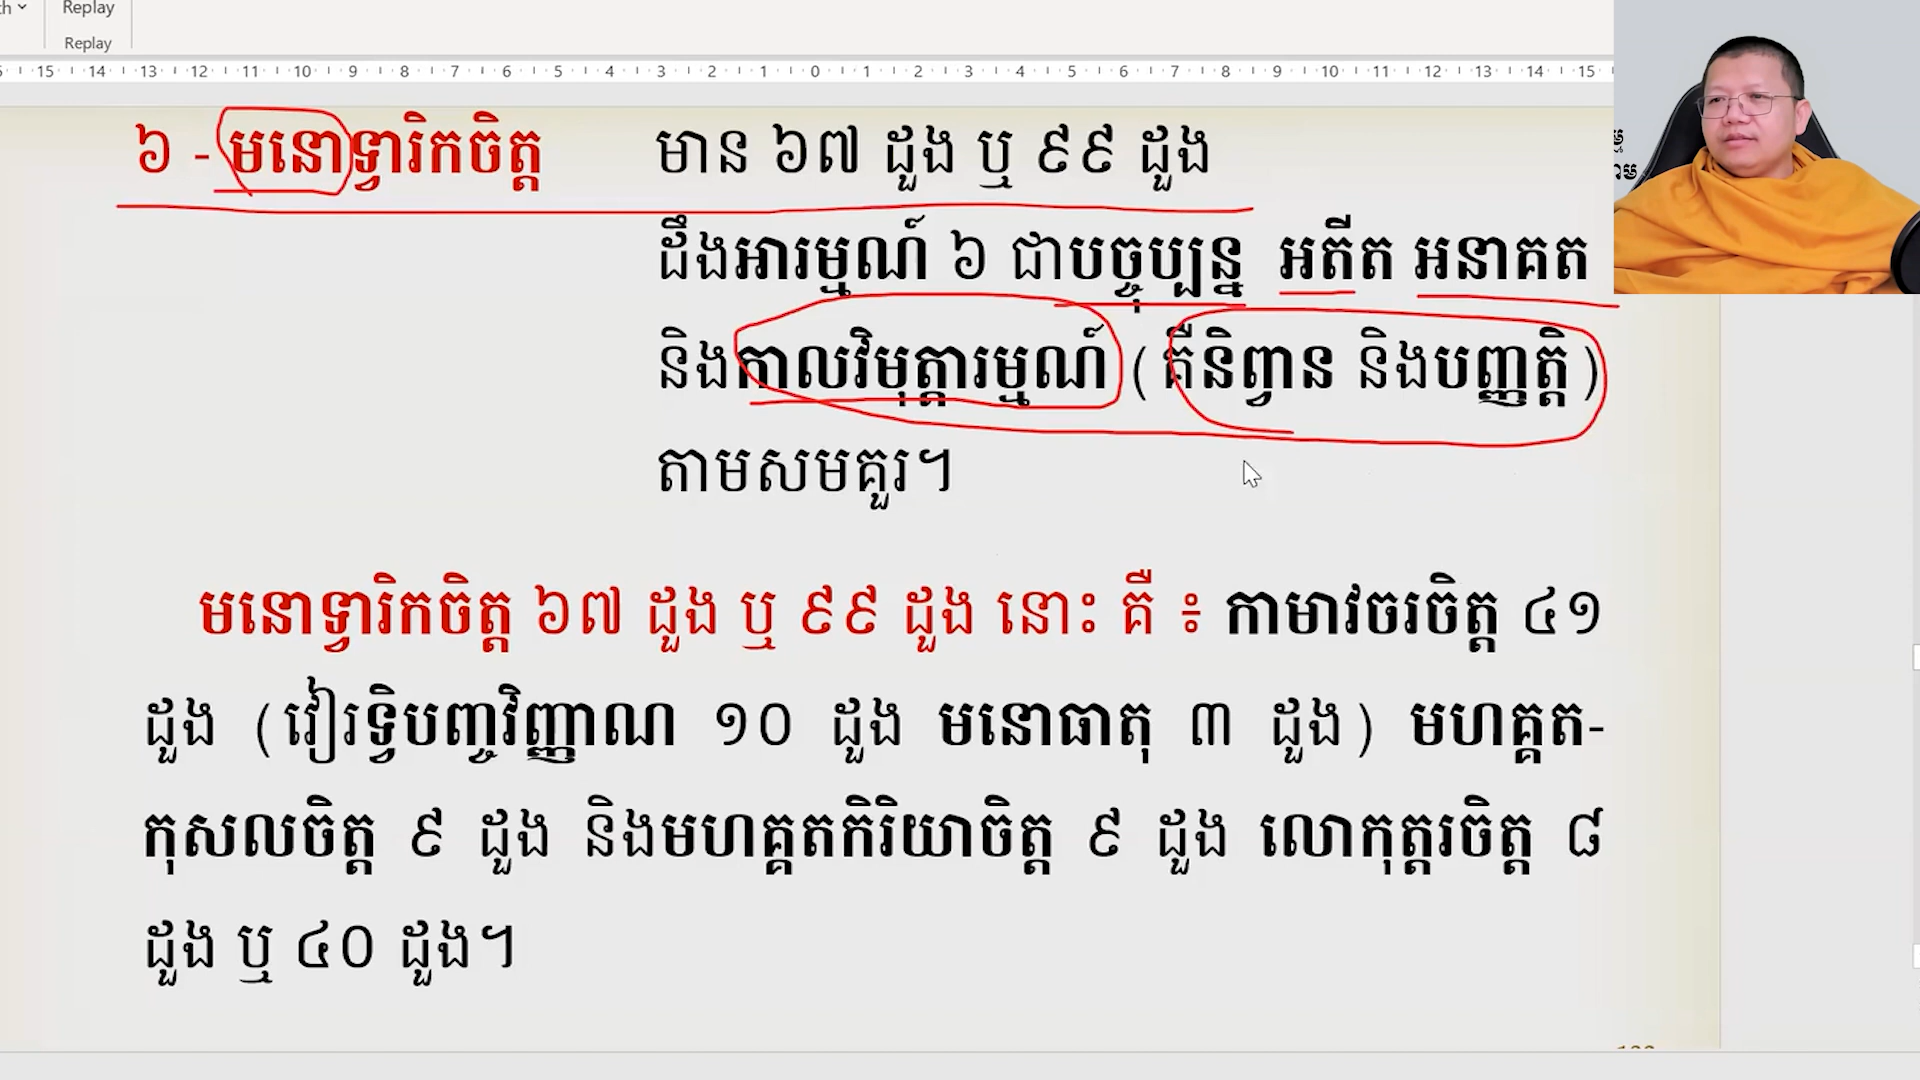 Replay
Replay
15 14 13 12 11 10 9 8 7 6 5 4 3 2 1 0 1 2 3 4 5 6 7 8 9 10 11 12 13 14 15
៦ - មនោទ្វារិកចិត្ត មាន ៦៧ ដួង ឬ ៩៩ ដួង
ដឹងអារម្មណ៍ ៦ ជាបច្ចុប្បន្ន អតីត អនាគត
និងកាលវិមុត្តារម្មណ៍ (គឺនិព្វាន និងបញ្ញត្តិ)
តាមសមគួរ។
មនោទ្វារិកចិត្ត ៦៧ ដួង ឬ ៩៩ ដួង នោះ គឺ ៖ កាមាវចរចិត្ត ៤១
ដួង (វៀរទ្វិបញ្ចវិញ្ញាណ ១០ ដួង មនោធាតុ ៣ ដួង) មហគ្គត-
កុសលចិត្ត ៩ ដួង និងមហគ្គតកិរិយាចិត្ត ៩ ដួង លោកុត្តរចិត្ត ៨
ដួង ឬ ៤០ ដួង។